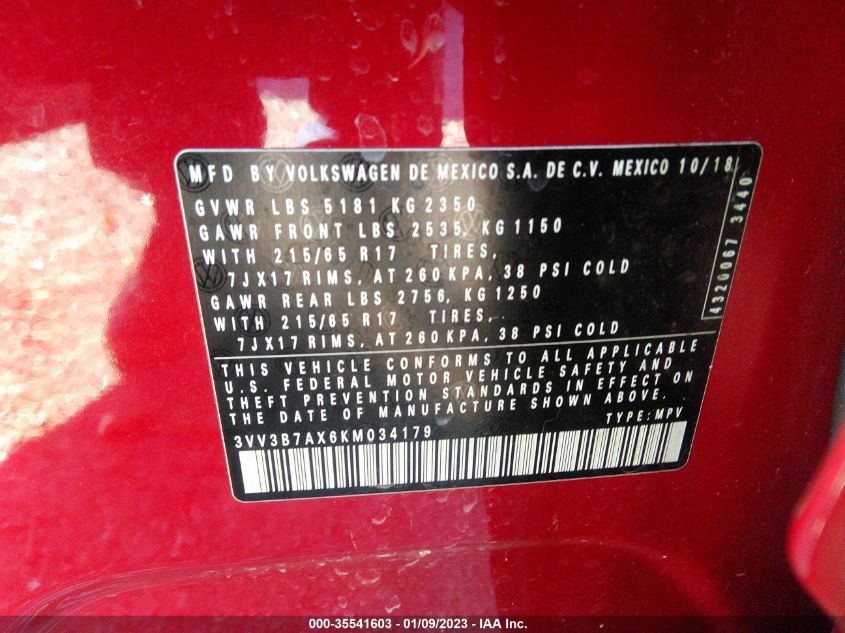 MFD BY VOLKSWAGEN DE MEXICO S.A. DE C.V. MEXICO 10/18
GVWR LBS 5181 KG 2350
GAWR FRONT LBS 2535, KG 1150
WITH 215/65 R17 TIRES,
7JX17 RIMS, AT 260 KPA, 38 PSI COLD
GAWR REAR LBS 2756, KG 1250
WITH 215/65 R17 TIRES,
7JX17 RIMS, AT 260 KPA, 38 PSI COLD
4320067 3440
THIS VEHICLE CONFORMS TO ALL APPLICABLE
U.S. FEDERAL MOTOR VEHICLE SAFETY AND
THEFT PREVENTION STANDARDS IN EFFECT ON
THE DATE OF MANUFACTURE SHOWN ABOVE.
3VV3B7AX6KM034179 TYPE: MPV
000-35541603 - 01/09/2023 - IAA Inc.